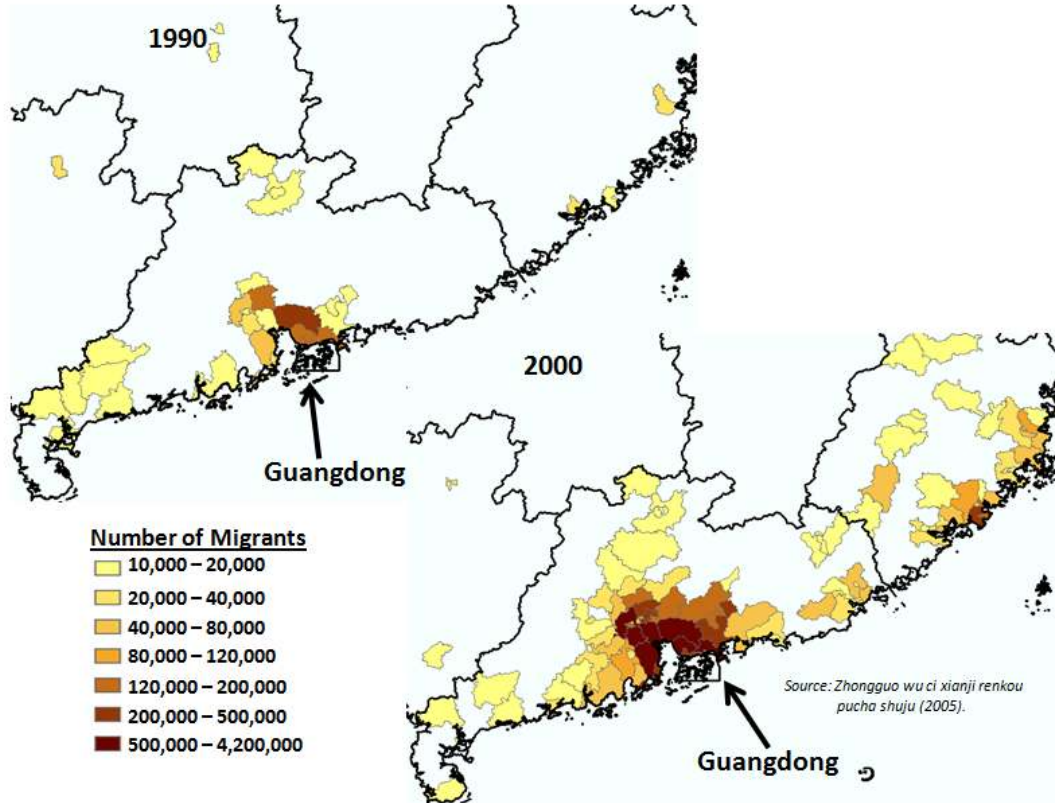 1990
Guangdong
2000
Number of Migrants
10,000 – 20,000
20,000 – 40,000
40,000 – 80,000
80,000 – 120,000
120,000 – 200,000
200,000 – 500,000
500,000 – 4,200,000
Source: Zhongguo wu ci xianji renkou
pucha shuju (2005).
Guangdong